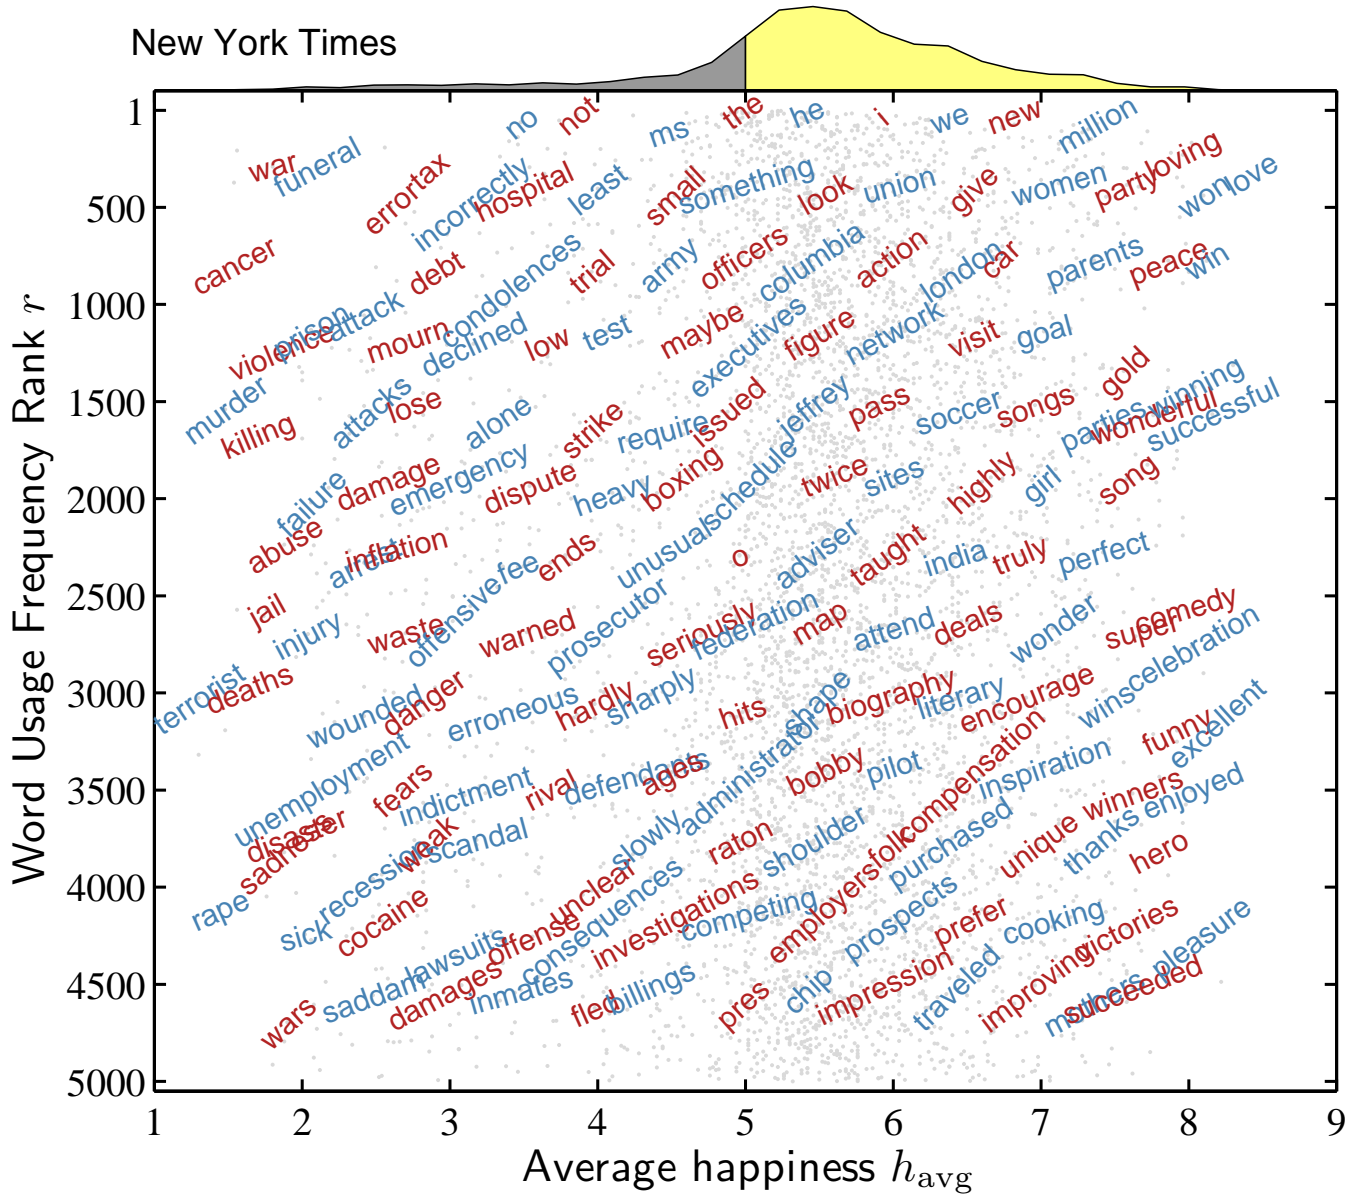 New York Times
1
500
1000
1500
2000
2500
3000
3500
4000
4500
5000
Word Usage Frequency Rank r
no
not
ms
the
he
i
we
new
million
war
funeral
errortax
incorrectly
hospital
least
small
something
look
union
give
women
party
loving
won
love
cancer
debt
condolences
trial
army
officers
columbia
action
london
car
parents
peace
win
violence
prison
attack
mourn
declined
low
test
maybe
executives
figure
network
visit
goal
gold
murder
killing
attacks
lose
alone
strike
require
issued
jeffrey
pass
soccer
songs
parties
winning
wonderful
successful
failure
damage
emergency
dispute
heavy
boxing
schedule
twice
sites
highly
girl
song
abuse
arrest
inflation
fee
ends
unusual
o
adviser
taught
india
truly
perfect
jail
injury
waste
offensive
warned
prosecutor
seriously
federation
map
attend
deals
wonder
super
comedy
celebration
terrorist
deaths
wounded
danger
erroneous
hardly
sharply
hits
shape
biography
literary
encourage
wins
funny
excellent
unemployment
fears
indictment
rival
defendants
ages
administrator
bobby
pilot
compensation
inspiration
winners
enjoyed
disaster
sadness
weak
scandal
slowly
raton
shoulder
folk
purchased
unique
thanks
hero
rape
sick
recession
cocaine
unclear
consequences
investigations
competing
employers
prospects
prefer
cooking
victories
pleasure
wars
saddam
lawsuits
damages
offense
inmates
fled
billings
pres
chip
impression
traveled
improving
mothers
succeeded
1 2 3 4 5 6 7 8 9
Average happiness havg